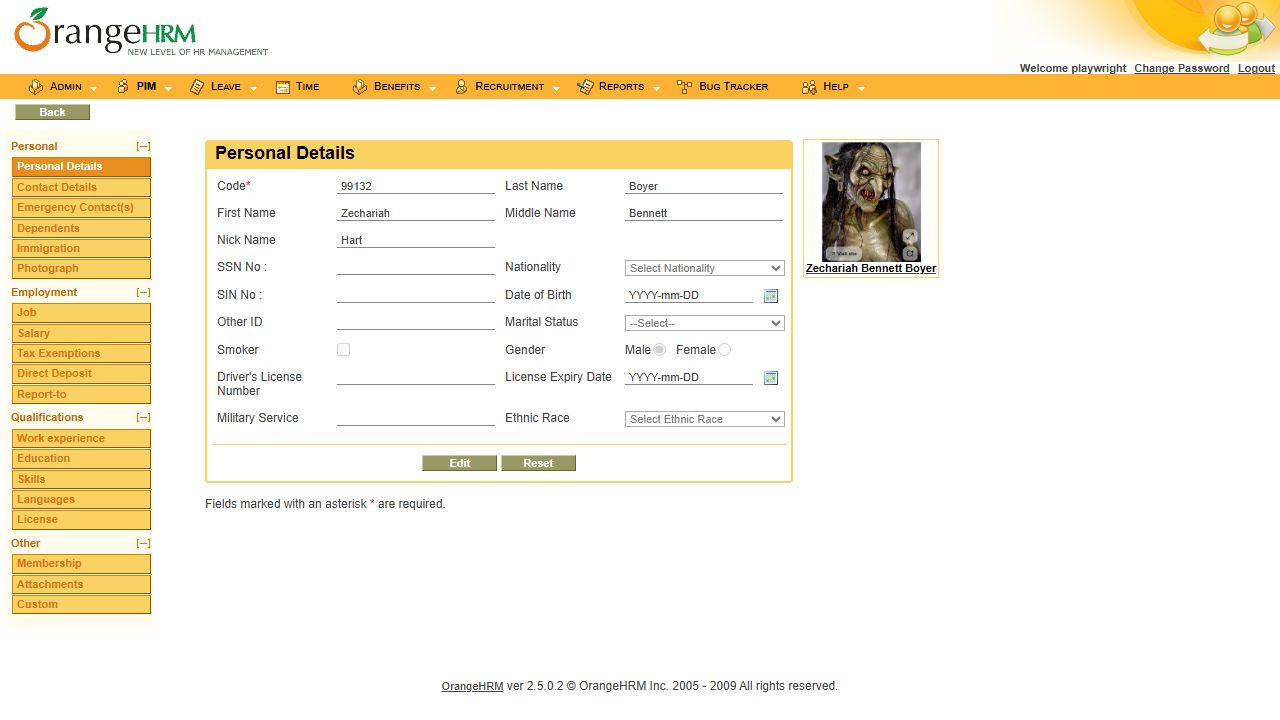 OrangeHRM
NEW LEVEL OF HR MANAGEMENT
Welcome playwright Change Password Logout
ADMIN PIM LEAVE TIME BENEFITS RECRUITMENT REPORTS BUG TRACKER HELP
Back
Personal [—]
Personal Details
Contact Details
Emergency Contact(s)
Dependents
Immigration
Photograph
Employment [—]
Job
Salary
Tax Exemptions
Direct Deposit
Report-to
Qualifications [—]
Work experience
Education
Skills
Languages
License
Other [—]
Membership
Attachments
Custom
Personal Details
Code* 99132 Last Name Boyer
First Name Zechariah Middle Name Bennett
Nick Name Hart
SSN No : Nationality Select Nationality
SIN No : Date of Birth YYYY-mm-DD
Other ID Marital Status --Select--
Smoker Gender Male Female
Driver's License
Number License Expiry Date YYYY-mm-DD
Military Service Ethnic Race Select Ethnic Race
Edit Reset
Fields marked with an asterisk * are required.
Visit site
Zechariah Bennett Boyer
OrangeHRM ver 2.5.0.2 © OrangeHRM Inc. 2005 - 2009 All rights reserved.